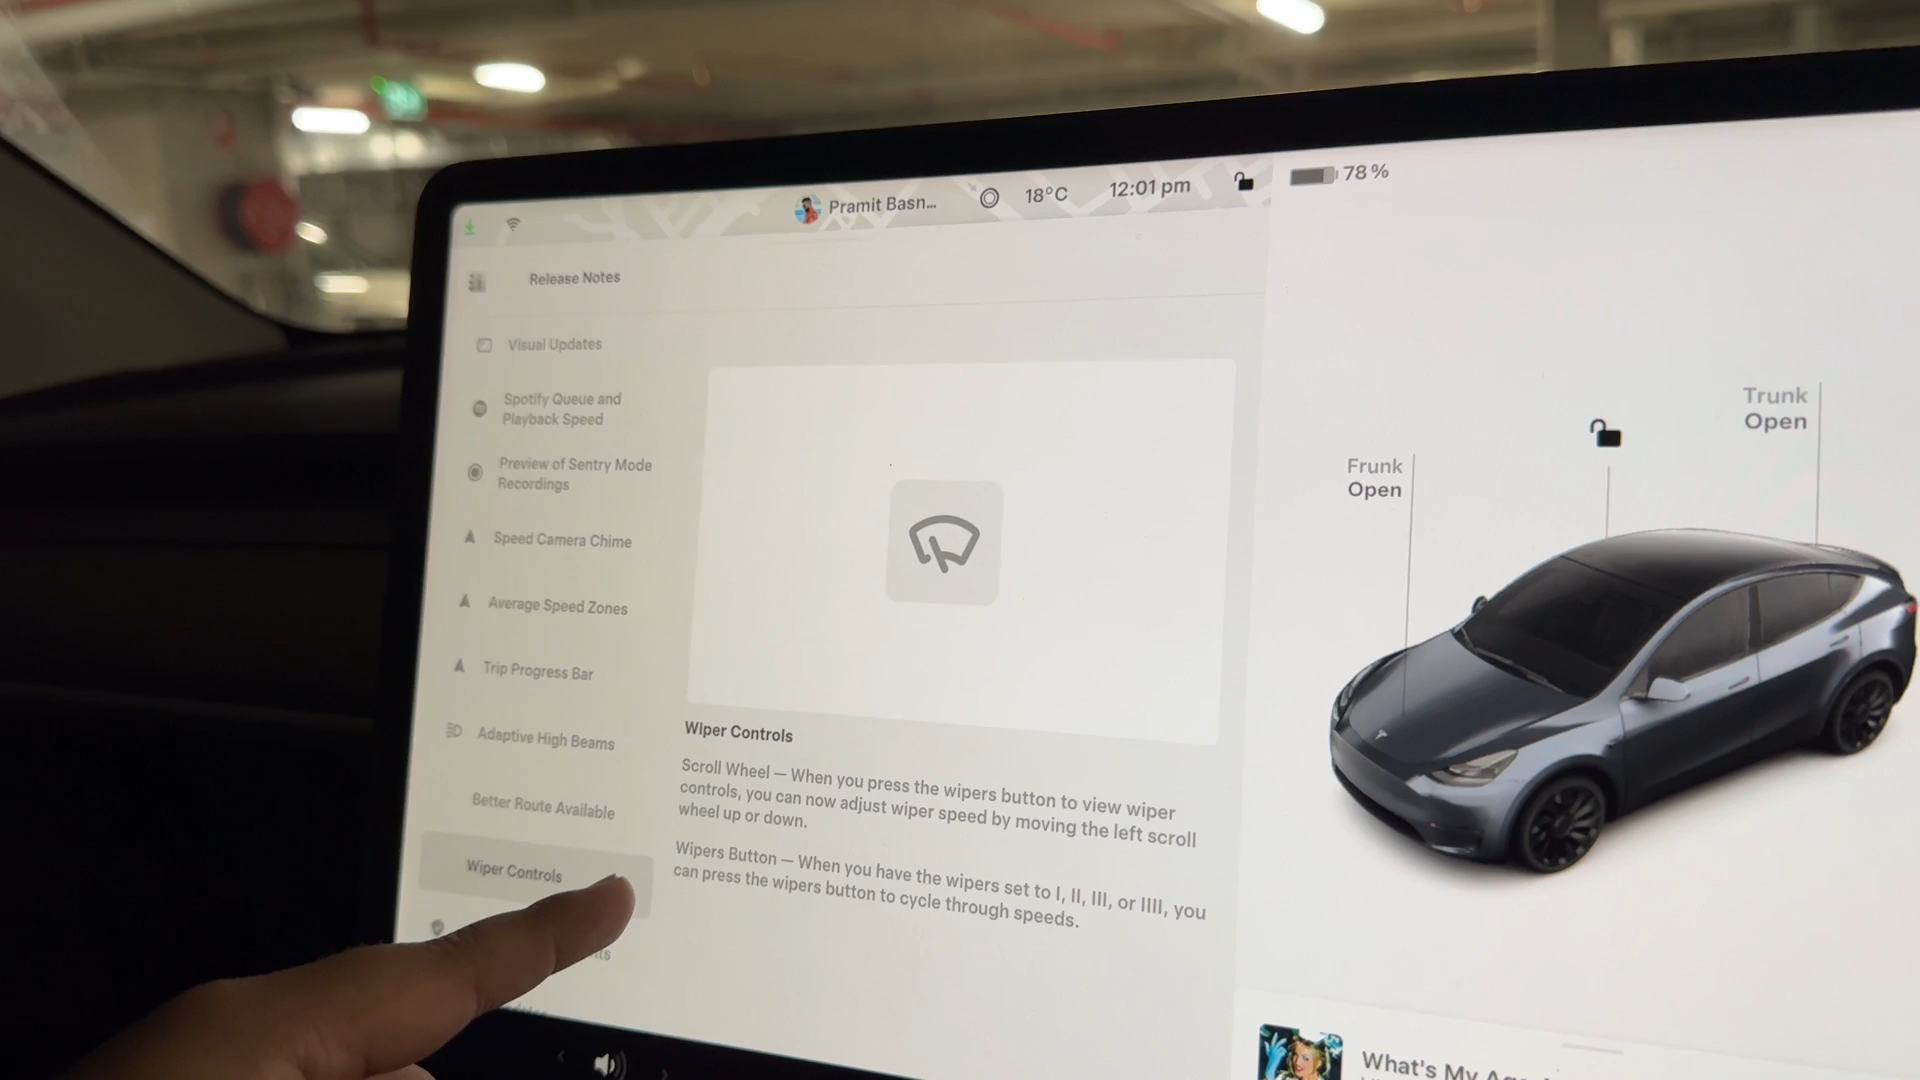 Pramit Basn...
18°C
12:01 pm
78%
Release Notes
Visual Updates
Spotify Queue and
Playback Speed
Preview of Sentry Mode
Recordings
Speed Camera Chime
Average Speed Zones
Trip Progress Bar
Adaptive High Beams
Better Route Available
Wiper Controls
Wiper Controls
Scroll Wheel — When you press the wipers button to view wiper
controls, you can now adjust wiper speed by moving the left scroll
wheel up or down.
Wipers Button — When you have the wipers set to I, II, III, or IIII, you
can press the wipers button to cycle through speeds.
Frunk
Open
Trunk
Open
What's My